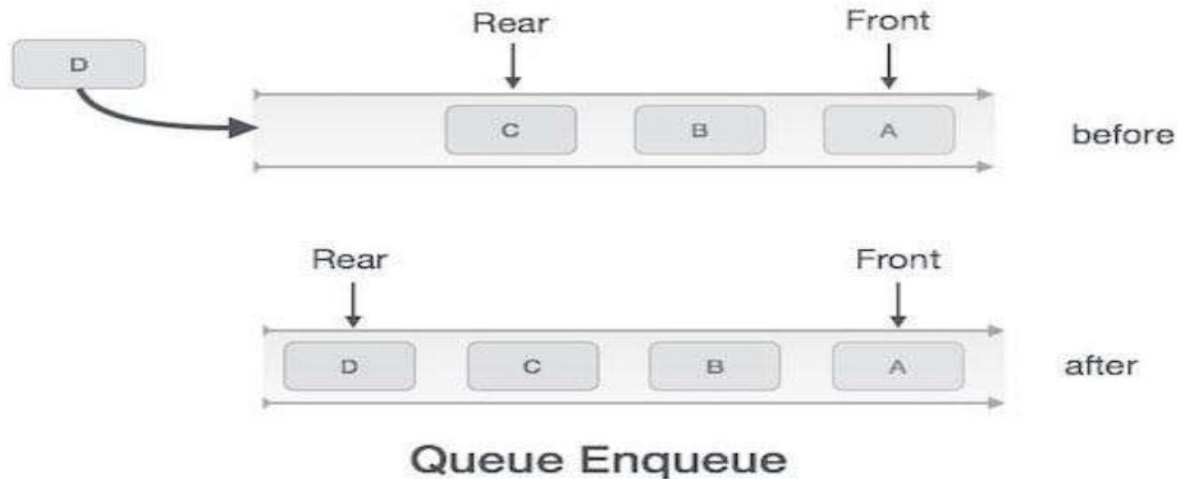 Rear Front
D
C B A
before
Rear Front
D C B A
after
Queue Enqueue